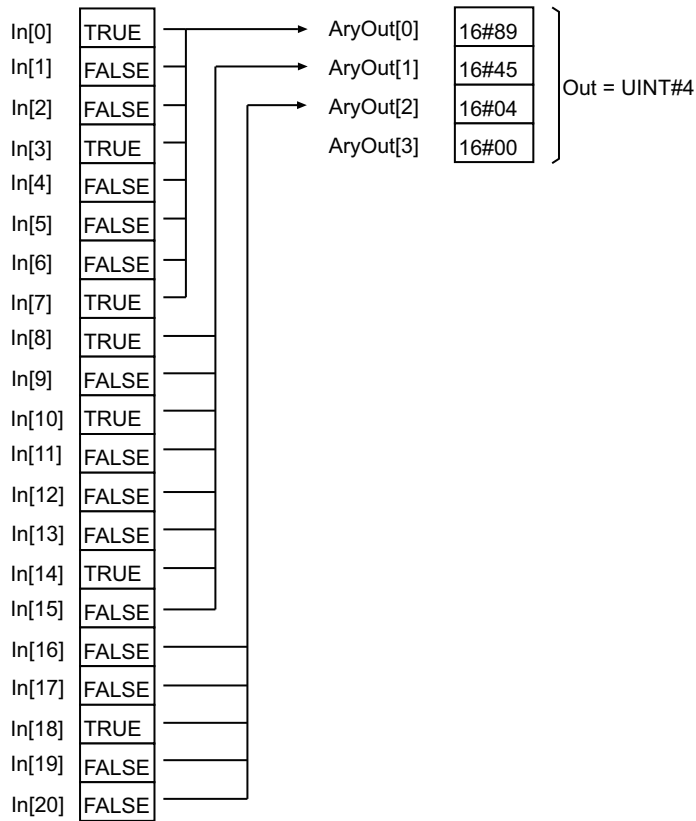 In[0] TRUE AryOut[0] 16#89
In[1] FALSE AryOut[1] 16#45
Out = UINT#4
In[2] FALSE AryOut[2] 16#04
In[3] TRUE AryOut[3] 16#00
In[4] FALSE
In[5] FALSE
In[6] FALSE
In[7] TRUE
In[8] TRUE
In[9] FALSE
In[10] TRUE
In[11] FALSE
In[12] FALSE
In[13] FALSE
In[14] TRUE
In[15] FALSE
In[16] FALSE
In[17] FALSE
In[18] TRUE
In[19] FALSE
In[20] FALSE